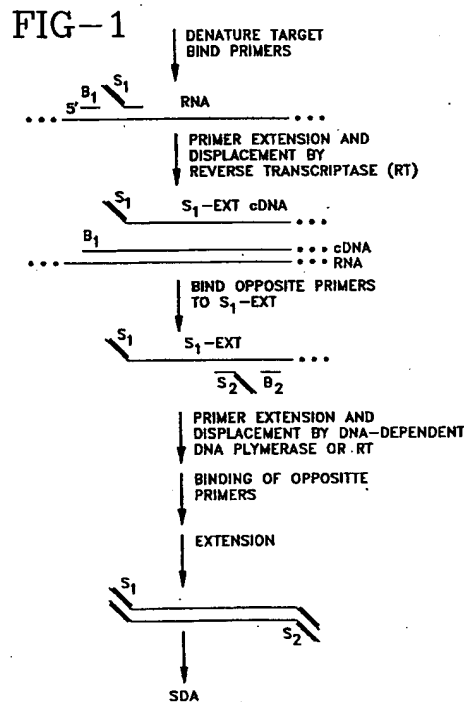 FIG-1
DENATURE TARGET
BIND PRIMERS
S1
B1
5'
RNA
PRIMER EXTENSION AND
DISPLACEMENT BY
REVERSE TRANSCRIPTASE (RT)
S1 S1-EXT cDNA
B1
cDNA
RNA
BIND OPPOSITE PRIMERS
TO S1-EXT
S1 S1-EXT
S2 B2
PRIMER EXTENSION AND
DISPLACEMENT BY DNA-DEPENDENT
DNA PLYMERASE OR RT
BINDING OF OPPOSITTE
PRIMERS
EXTENSION
S1
S2
SDA